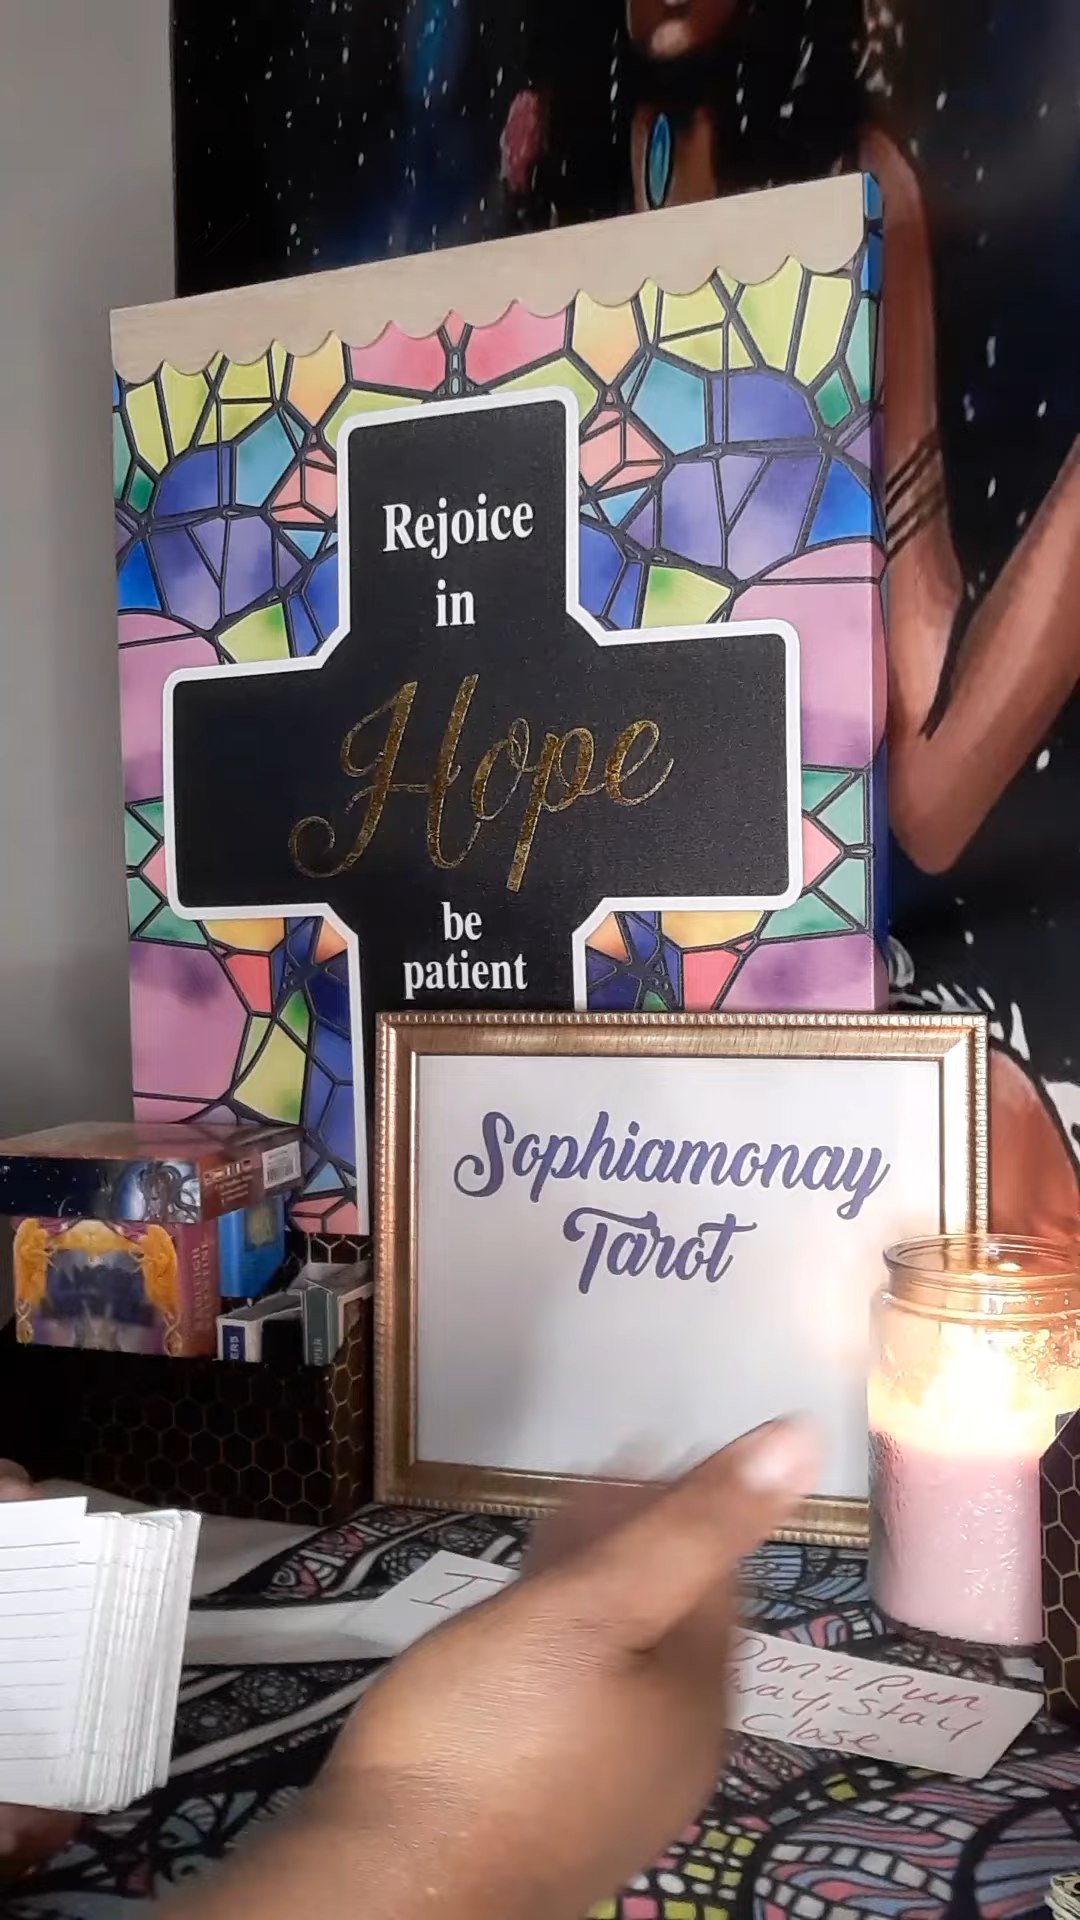 Rejoice
in
Hope
be
patient
Sophiamonay
Tarot
I
Don't Run
away, Stay
Close.